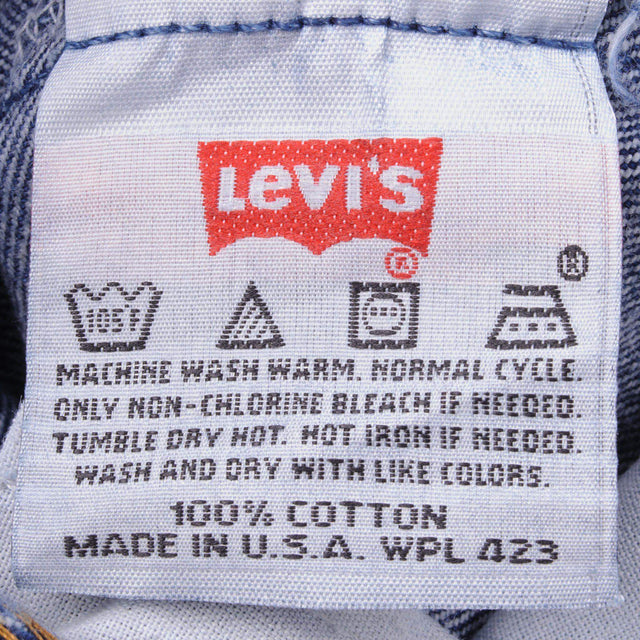 Levi's
®
®
105°F
MACHINE WASH WARM. NORMAL CYCLE.
ONLY NON-CHLORINE BLEACH IF NEEDED.
TUMBLE DRY HOT. HOT IRON IF NEEDED.
WASH AND DRY WITH LIKE COLORS.
100% COTTON
MADE IN U.S.A. WPL 423